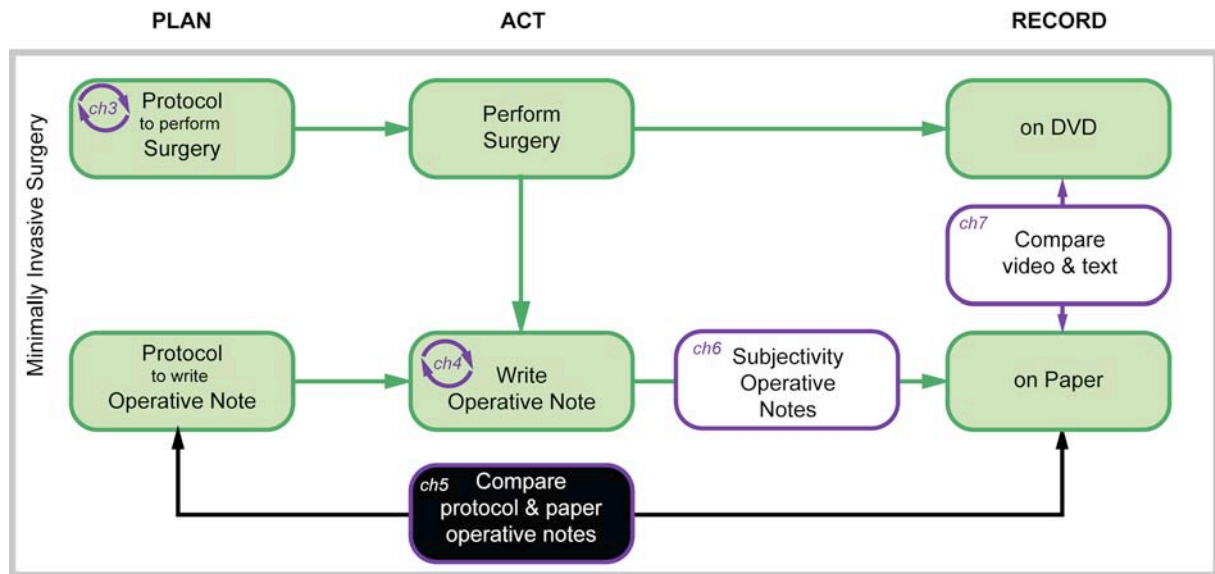 PLAN
ACT
RECORD
Minimally Invasive Surgery
ch3
Protocol
to perform
Surgery
Perform
Surgery
on DVD
ch7
Compare
video & text
Protocol
to write
Operative Note
ch4
Write
Operative Note
ch6
Subjectivity
Operative
Notes
on Paper
ch5
Compare
protocol & paper
operative notes